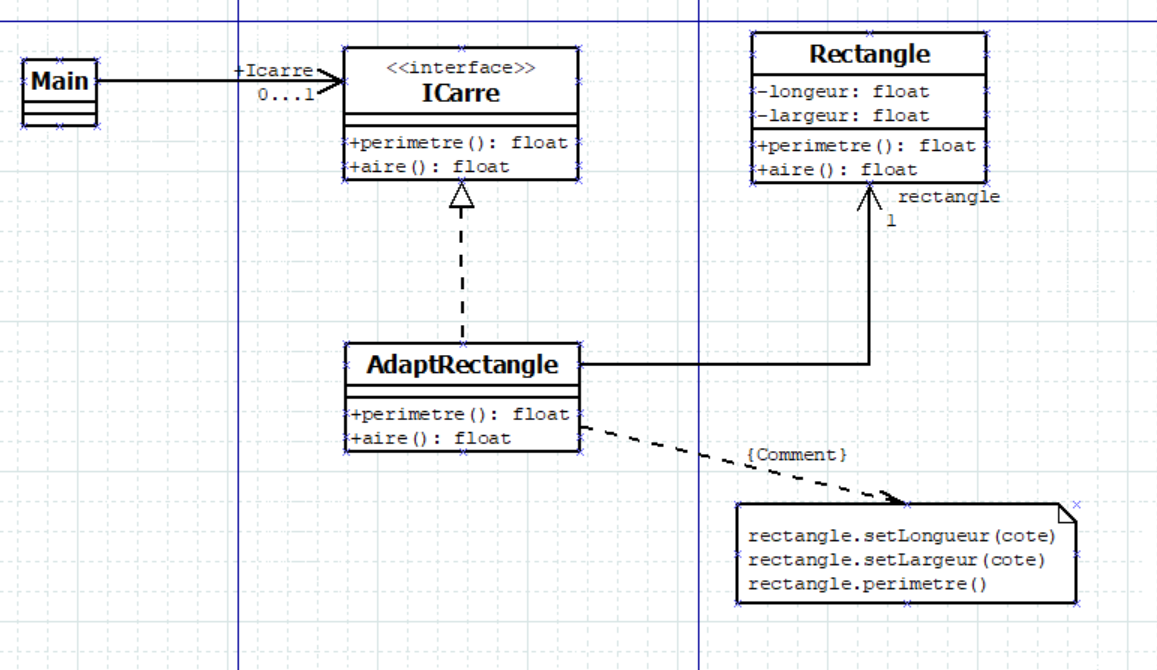 Main
+Icarre
0...1
<<interface>>
ICarre
+perimetre(): float
+aire(): float
Rectangle
-longeur: float
-largeur: float
+perimetre(): float
+aire(): float
rectangle
1
AdaptRectangle
+perimetre(): float
+aire(): float
{Comment}
rectangle.setLongueur(cote)
rectangle.setLargeur(cote)
rectangle.perimetre()